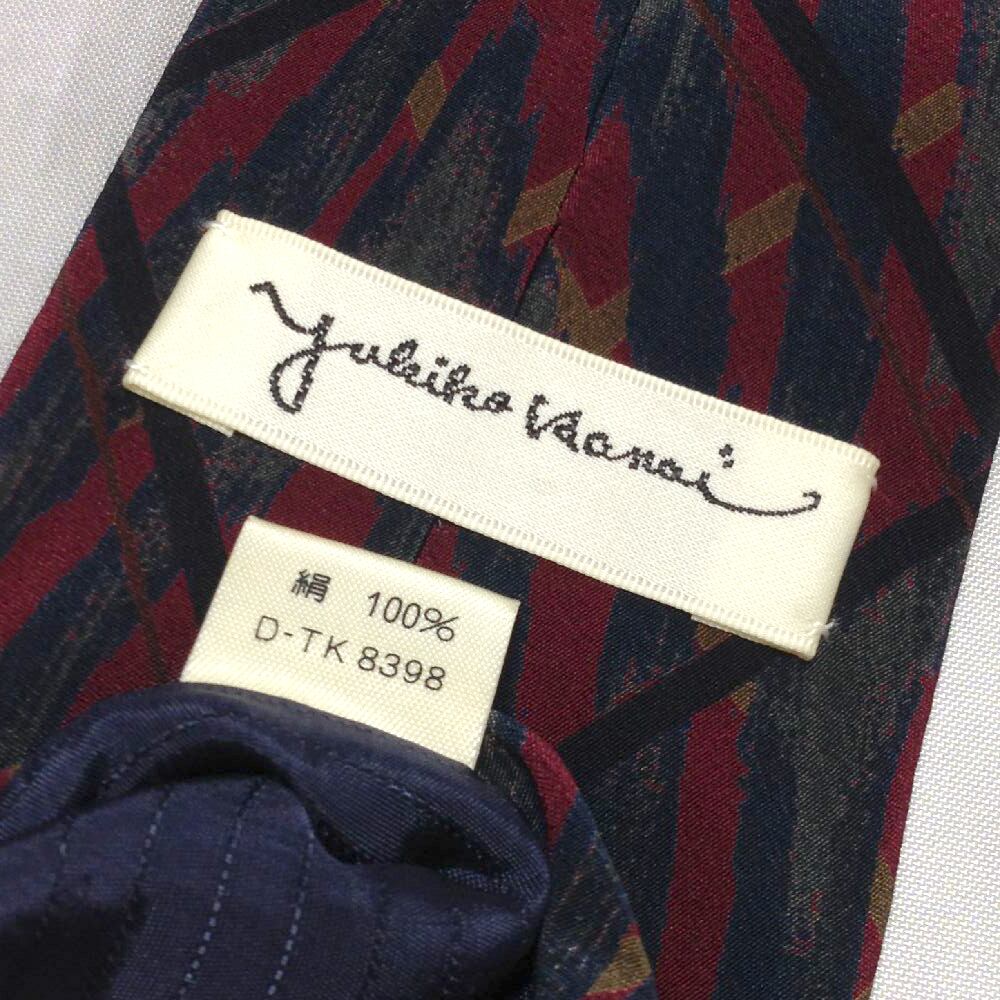 Yukiko Hanai
絹 100%
D-TK 8398